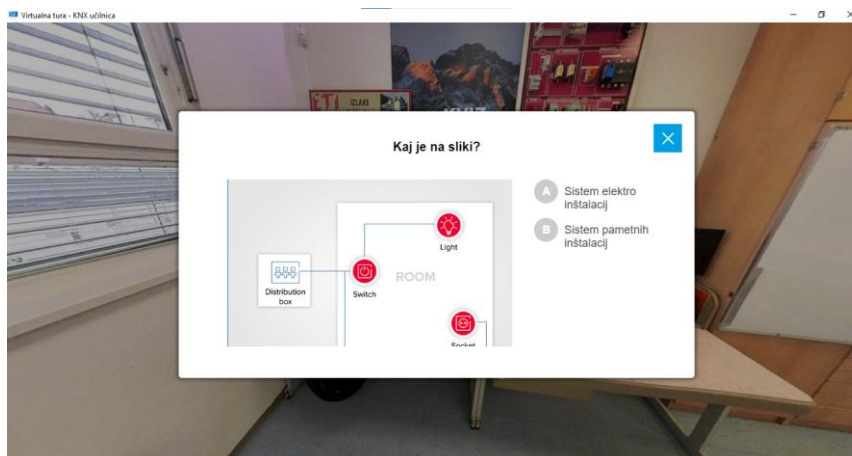 Virtualna tura - KNX učilnica
IZLAKE
Kaj je na sliki?
A Sistem elektro
inštalacij
B Sistem pametnih
inštalacij
Light
ROOM
Distribution
box
Switch